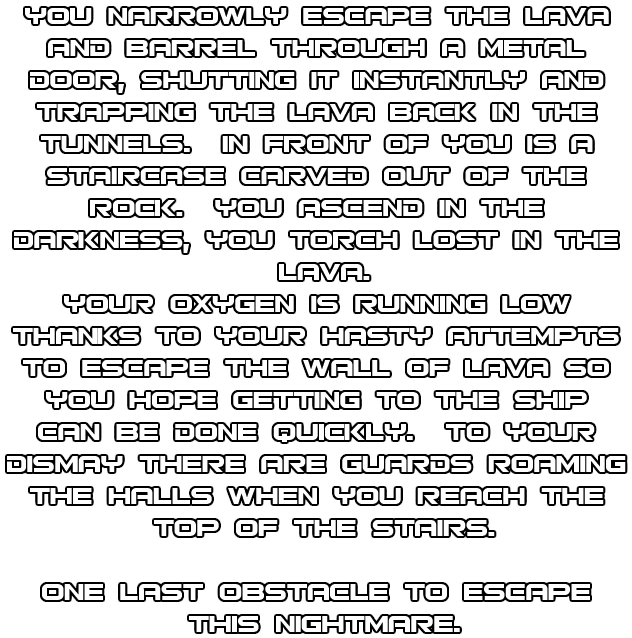 YOU NARROWLY ESCAPE THE LAVA
AND BARREL THROUGH A METAL
DOOR, SHUTTING IT INSTANTLY AND
TRAPPING THE LAVA BACK IN THE
TUNNELS. IN FRONT OF YOU IS A
STAIRCASE CARVED OUT OF THE
ROCK. YOU ASCEND IN THE
DARKNESS, YOU TORCH LOST IN THE
LAVA.
YOUR OXYGEN IS RUNNING LOW
THANKS TO YOUR HASTY ATTEMPTS
TO ESCAPE THE WALL OF LAVA SO
YOU HOPE GETTING TO THE SHIP
CAN BE DONE QUICKLY. TO YOUR
DISMAY THERE ARE GUARDS ROAMING
THE HALLS WHEN YOU REACH THE
TOP OF THE STAIRS.
ONE LAST OBSTACLE TO ESCAPE
THIS NIGHTMARE.